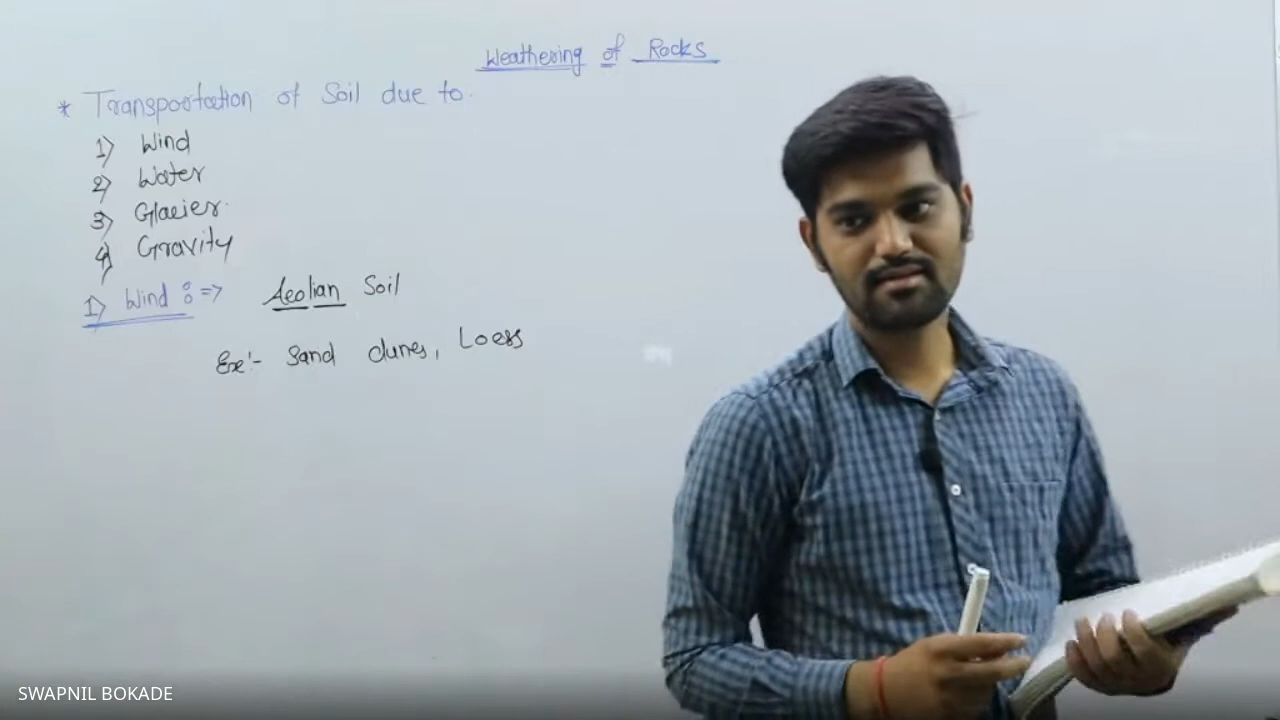 Weathering of Rocks
* Transportation of Soil due to.
1) Wind
2) Water
3) Glacier.
4) Gravity
1) Wind : => Aeolian Soil
Exe:- Sand dunes, Loess
SWAPNIL BOKADE